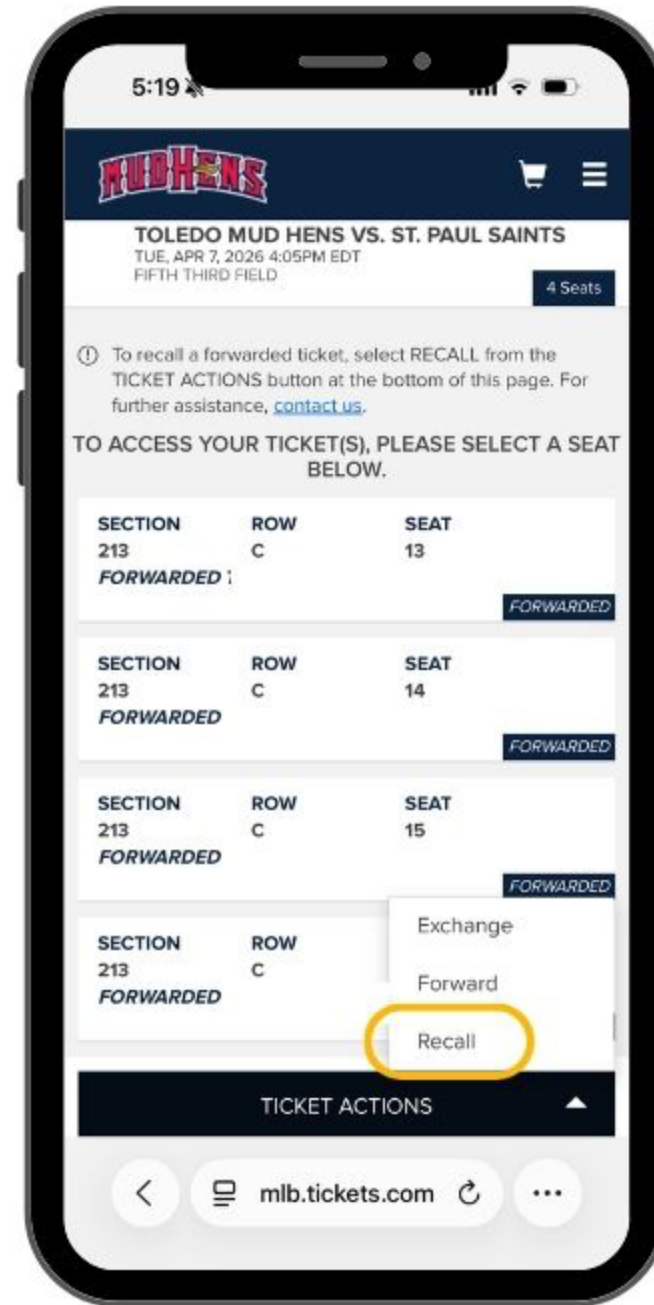 5:19
MUDHENS
TOLEDO MUD HENS VS. ST. PAUL SAINTS
TUE, APR 7, 2026 4:05PM EDT
FIFTH THIRD FIELD
4 Seats
To recall a forwarded ticket, select RECALL from the
TICKET ACTIONS button at the bottom of this page. For
further assistance, contact us.
TO ACCESS YOUR TICKET(S), PLEASE SELECT A SEAT
BELOW.
SECTION ROW SEAT
213 C 13
FORWARDED
FORWARDED
SECTION ROW SEAT
213 C 14
FORWARDED
FORWARDED
SECTION ROW SEAT
213 C 15
FORWARDED
FORWARDED
SECTION ROW
213 C
FORWARDED
Exchange
Forward
Recall
TICKET ACTIONS
mlb.tickets.com